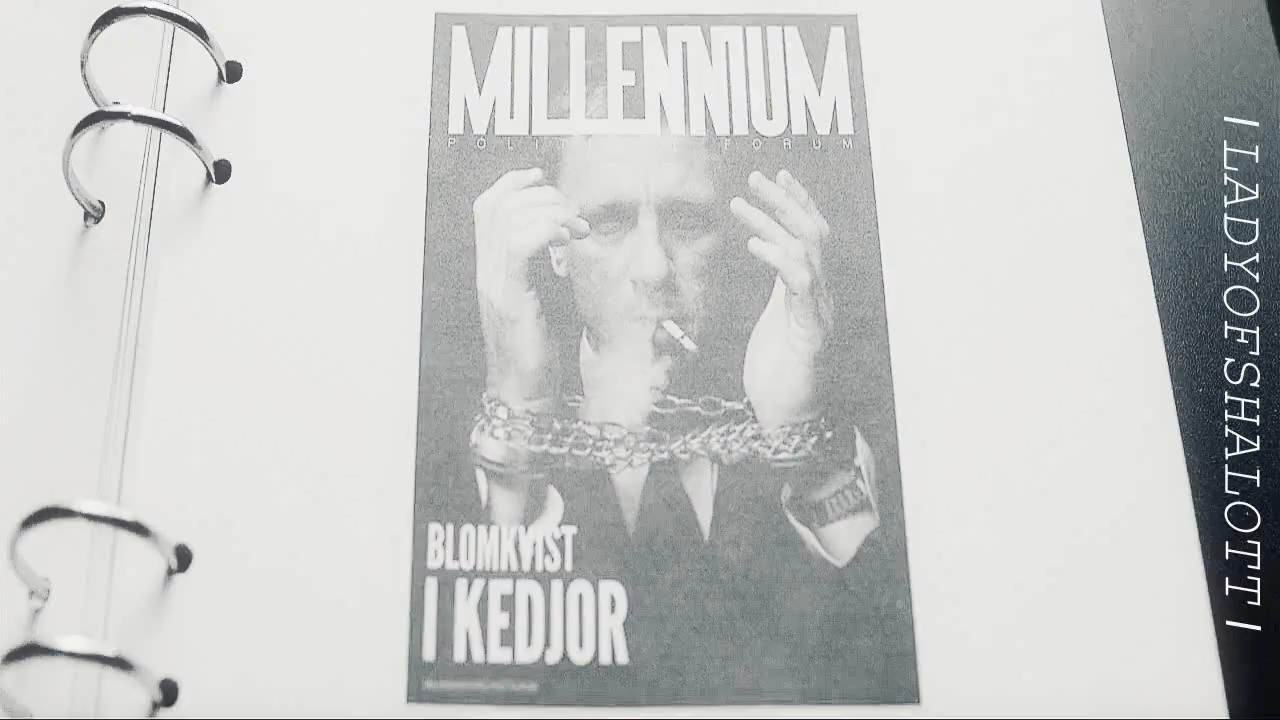 MILLENNIUM
FORUM
BLOMKVIST
I KEDJOR
| LADYOFSHALOTT |